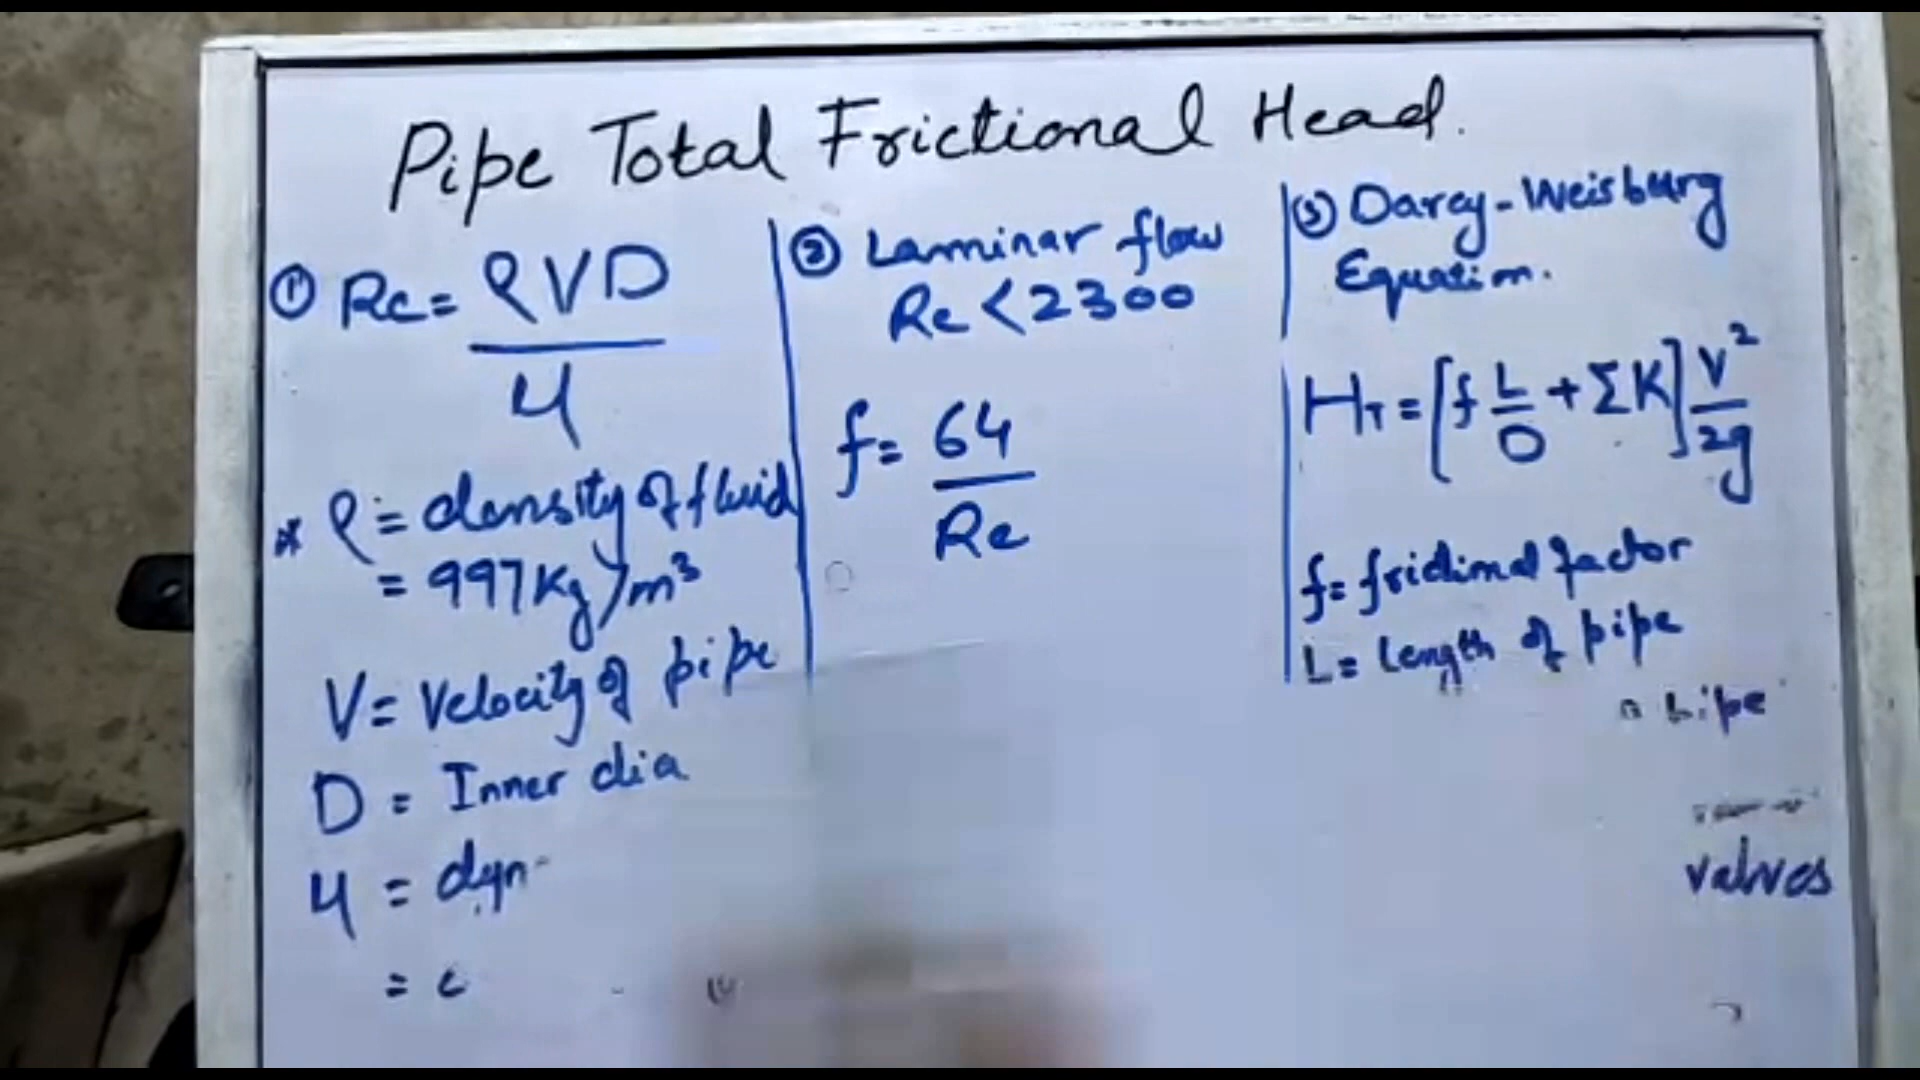 Pipe Total Frictional Head.
① Re = ρVD / μ
* ρ = density of fluid
= 997 Kg/m³
V = Velocity of pipe
D = Inner dia
μ = dyn
② Laminar flow
Re < 2300
f = 64 / Re
③ Darcy-Weisburg
Equation.
H_T = [f L/D + ΣK] V²/2g
f = frictional factor
L = Length of pipe
pipe
valves